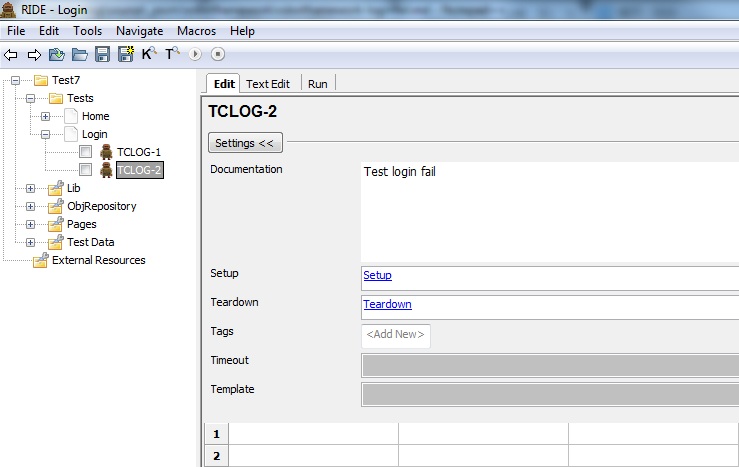 RIDE - Login
File Edit Tools Navigate Macros Help
K T
Test7
Tests
Home
Login
TCLOG-1
TCLOG-2
Lib
ObjRepository
Pages
Test Data
External Resources
Edit Text Edit Run
TCLOG-2
Settings <<
Documentation Test login fail
Setup Setup
Teardown Teardown
Tags <Add New>
Timeout
Template
1
2